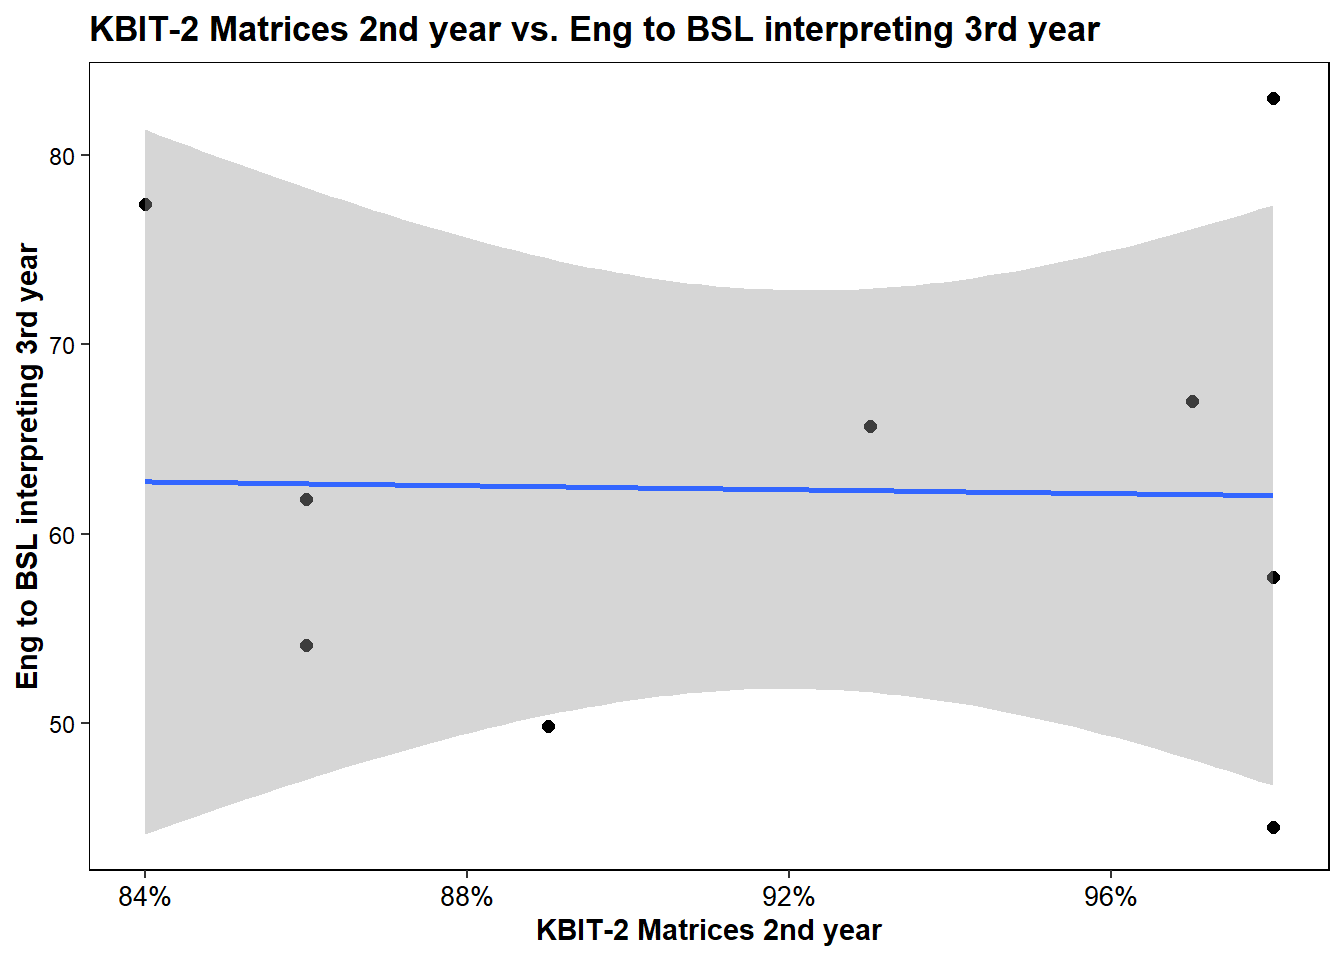 KBIT-2 Matrices 2nd year vs. Eng to BSL interpreting 3rd year
Eng to BSL interpreting 3rd year
80
70
60
50
84%
88%
92%
96%
KBIT-2 Matrices 2nd year